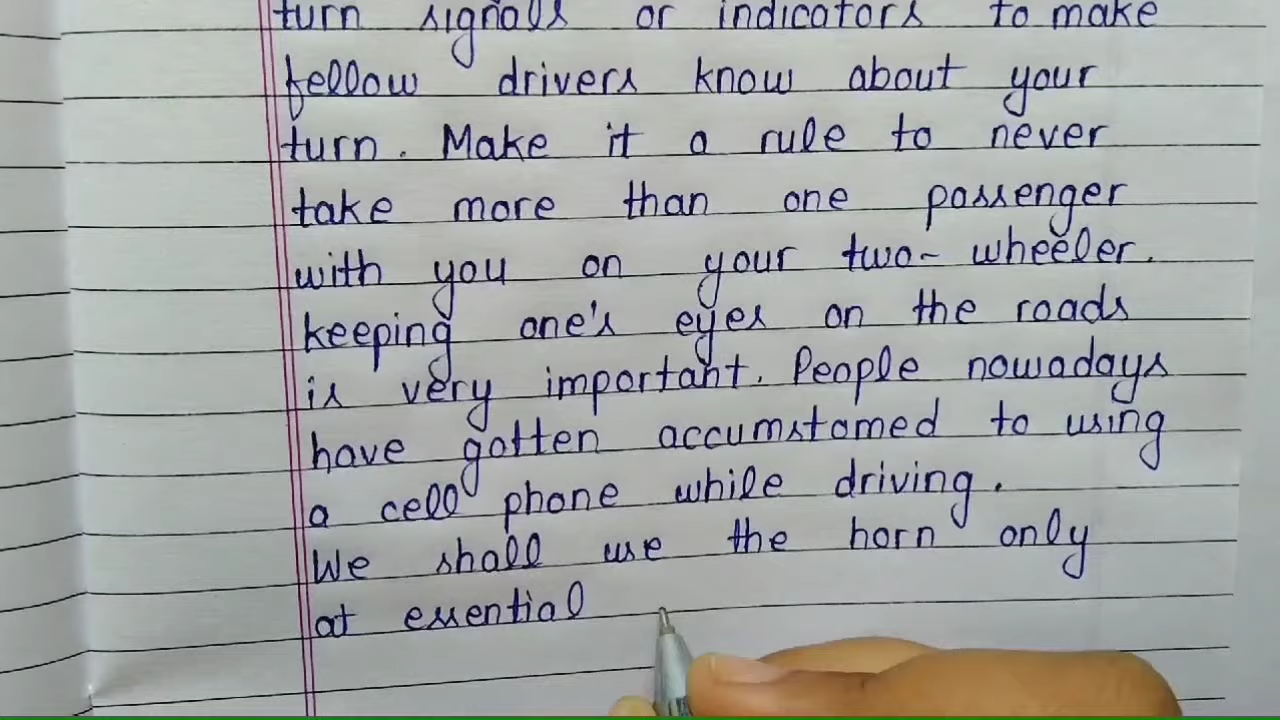 turn signals or indicators to make
fellow drivers know about your
turn. Make it a rule to never
take more than one passenger
with you on your two-wheeler.
keeping one's eyes on the roads
is very important. People nowadays
have gotten accumstomed to using
a cell phone while driving.
We shall use the horn only
at essential